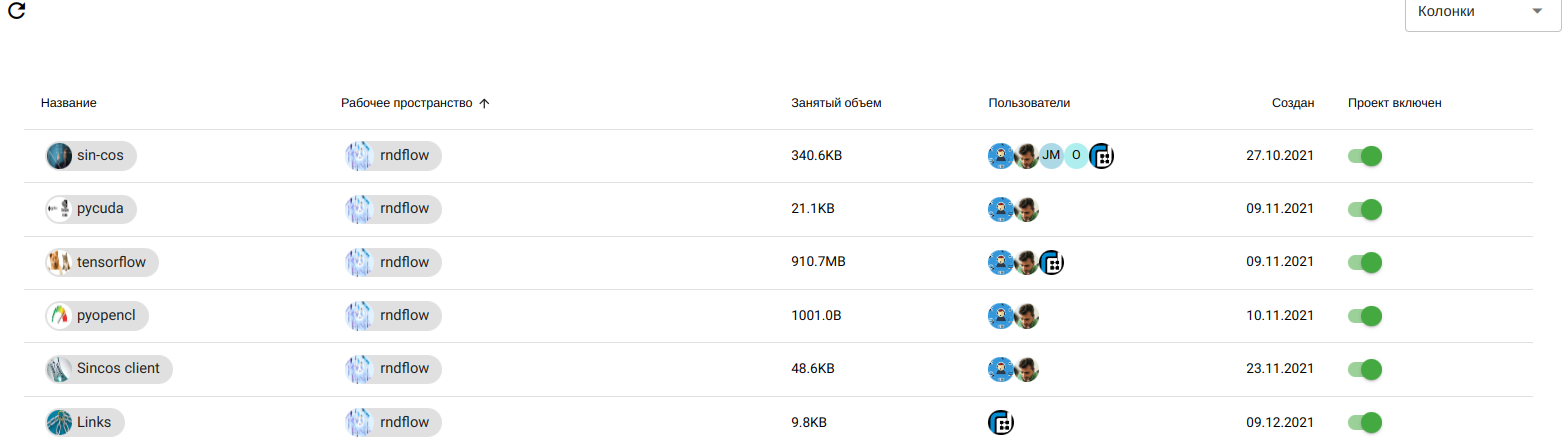 Колонки
Название Рабочее пространство Занятый объем Пользователи Создан Проект включен
sin-cos rndflow 340.6KB JM O 27.10.2021
pycuda rndflow 21.1KB 09.11.2021
tensorflow rndflow 910.7MB 09.11.2021
pyopencl rndflow 1001.0B 10.11.2021
Sincos client rndflow 48.6KB 23.11.2021
Links rndflow 9.8KB 09.12.2021